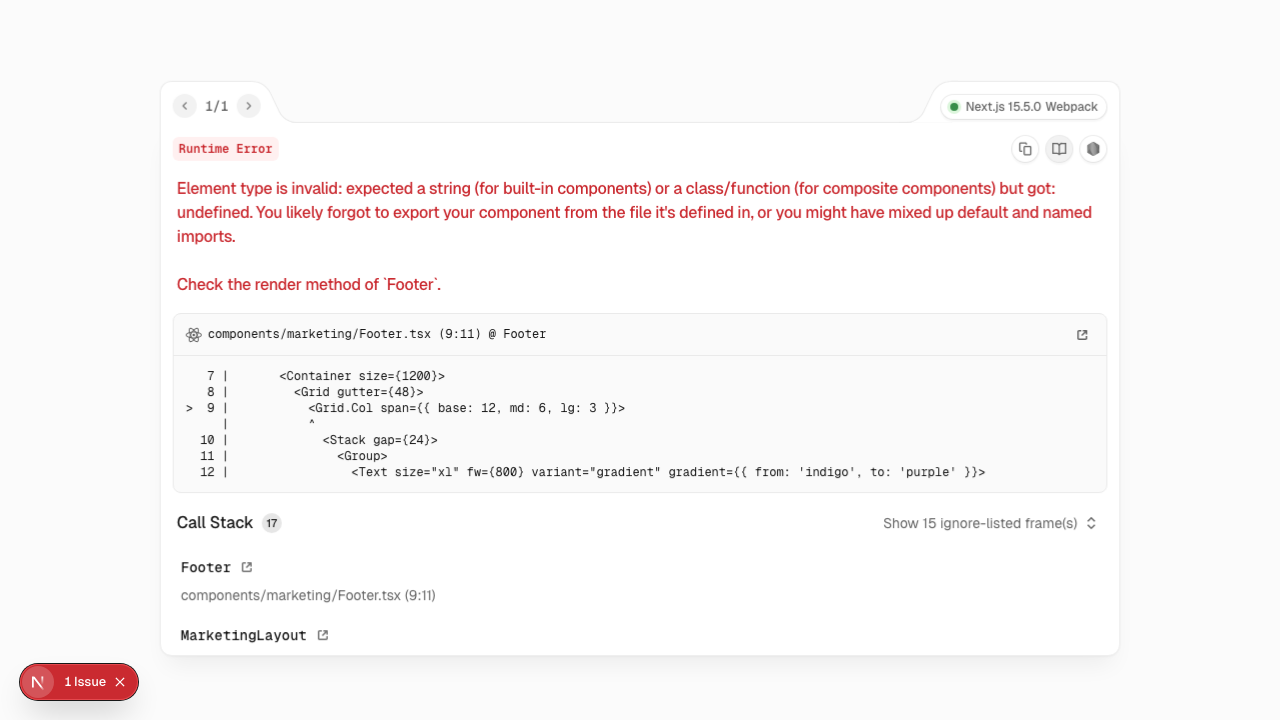 1/1
Next.js 15.5.0 Webpack
Runtime Error
Element type is invalid: expected a string (for built-in components) or a class/function (for composite components) but got:
undefined. You likely forgot to export your component from the file it's defined in, or you might have mixed up default and named
imports.
Check the render method of `Footer`.
components/marketing/Footer.tsx (9:11) @ Footer
   7 |       <Container size={1200}>
   8 |         <Grid gutter={48}>
>  9 |           <Grid.Col span={{ base: 12, md: 6, lg: 3 }}>
     |           ^
  10 |             <Stack gap={24}>
  11 |               <Group>
  12 |                 <Text size="xl" fw={800} variant="gradient" gradient={{ from: 'indigo', to: 'purple' }}>
Call Stack 17
Show 15 ignore-listed frame(s)
Footer
components/marketing/Footer.tsx (9:11)
MarketingLayout
N 1 Issue